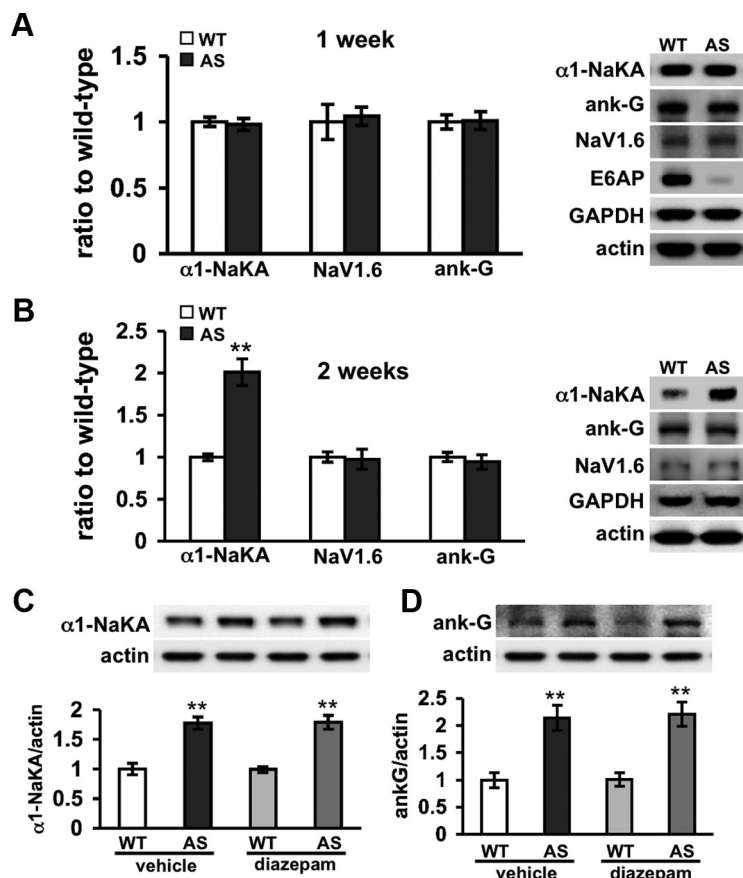 A
WT
AS
1 week
ratio to wild-type
1.5
1
0.5
0
α1-NaKA NaV1.6 ank-G
WT AS
α1-NaKA
ank-G
NaV1.6
E6AP
GAPDH
actin
B
WT
AS
2 weeks
ratio to wild-type
2.5
2
1.5
1
0.5
0
**
α1-NaKA NaV1.6 ank-G
WT AS
α1-NaKA
ank-G
NaV1.6
GAPDH
actin
C
α1-NaKA
actin
α1-NaKA/actin
2
1.5
1
0.5
0
** **
WT AS WT AS
vehicle diazepam
D
ank-G
actin
ankG/actin
2.5
2
1.5
1
0.5
0
** **
WT AS WT AS
vehicle diazepam